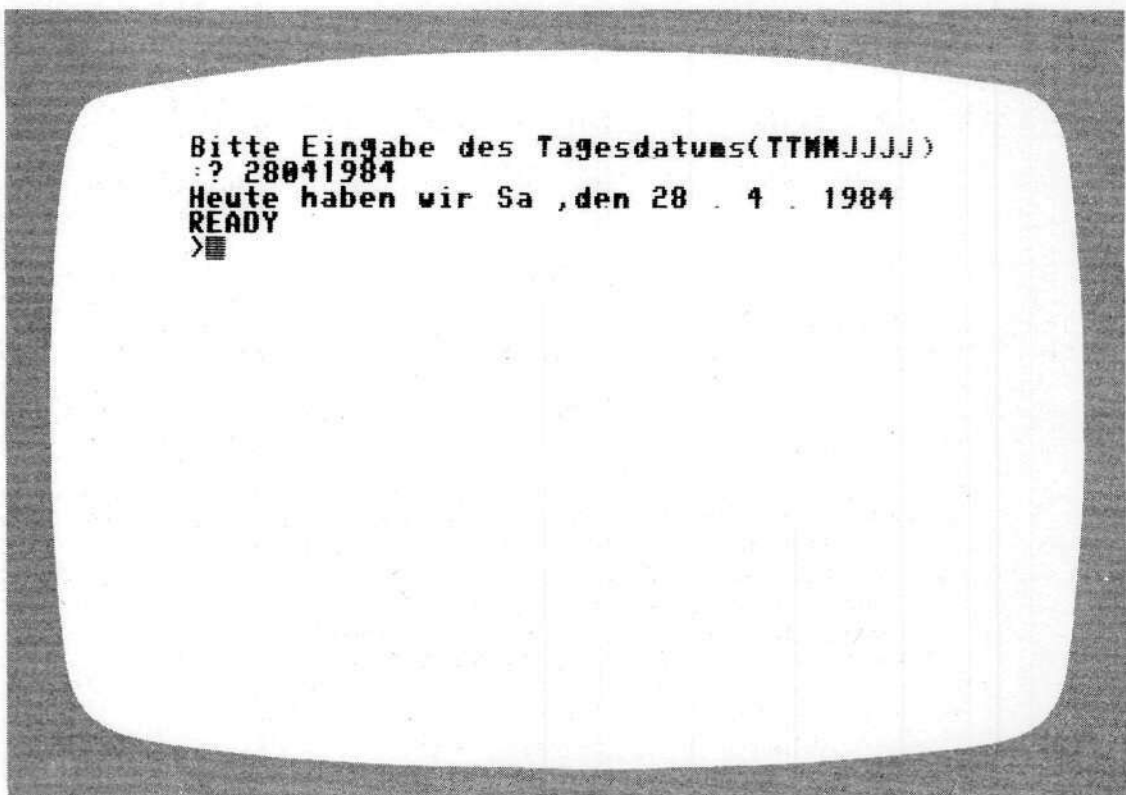 Bitte Eingabe des Tagesdatums(TTMMJJJJ)
:? 28041984
Heute haben wir Sa ,den 28 . 4 . 1984
READY
>